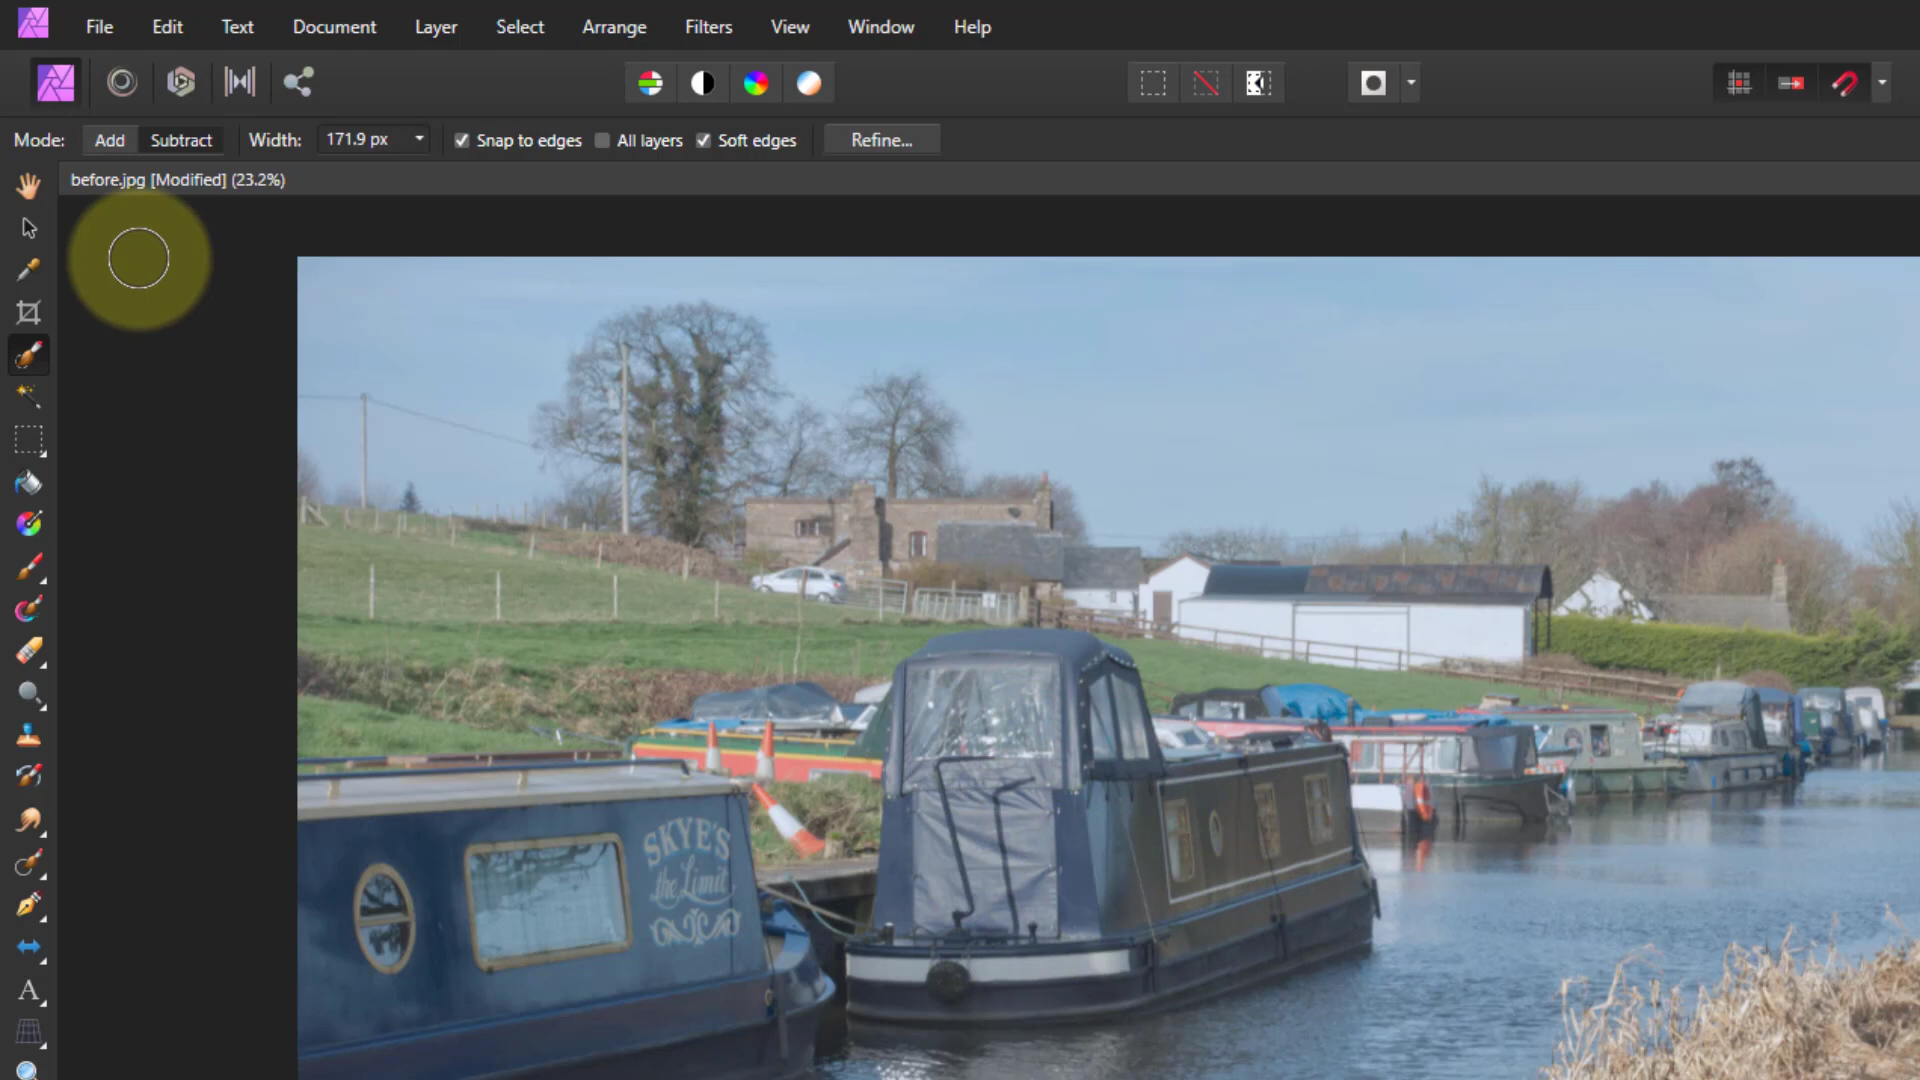 File Edit Text Document Layer Select Arrange Filters View Window Help
Mode: Add Subtract Width: 171.9 px Snap to edges All layers Soft edges Refine...
before.jpg [Modified] (23.2%)
SKYE'S
the Limit